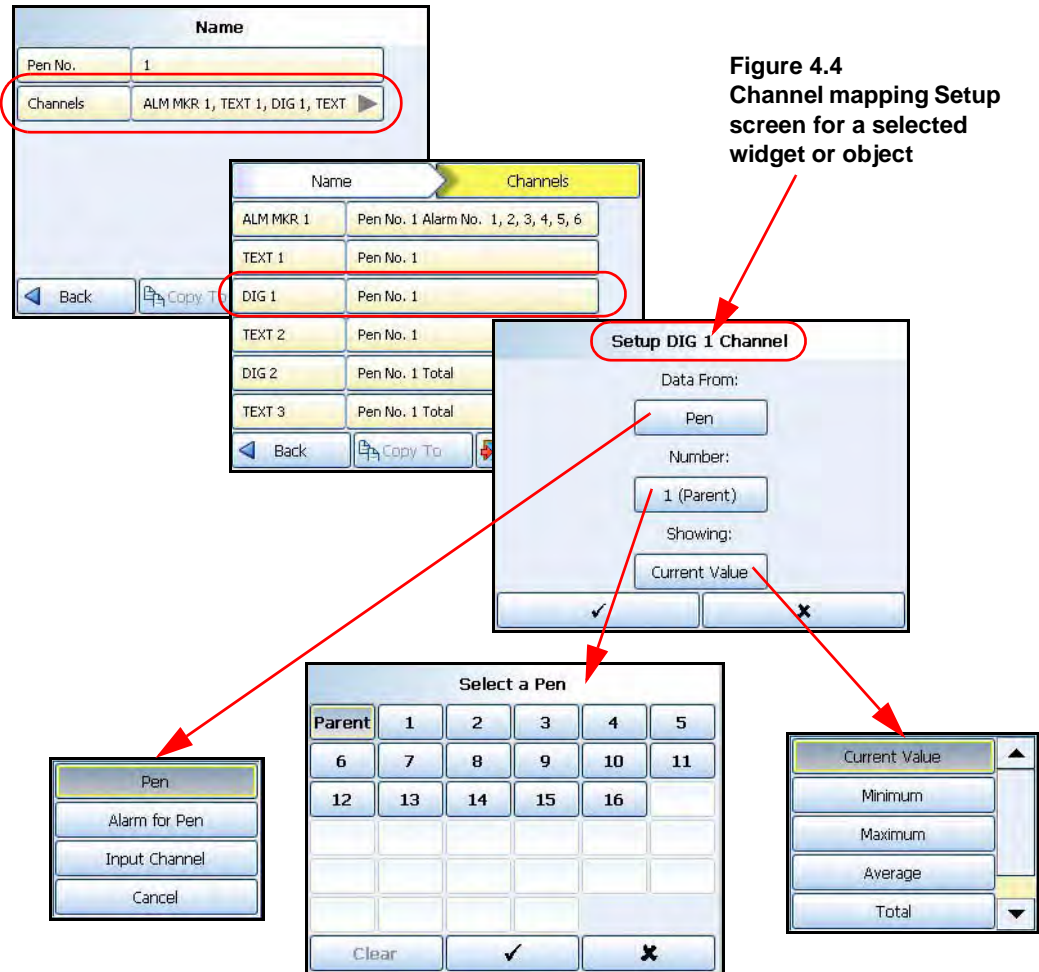 Name
Pen No. 1
Channels ALM MKR 1, TEXT 1, DIG 1, TEXT
Back Copy To
Figure 4.4
Channel mapping Setup
screen for a selected
widget or object
Name Channels
ALM MKR 1 Pen No. 1 Alarm No. 1, 2, 3, 4, 5, 6
TEXT 1 Pen No. 1
DIG 1 Pen No. 1
TEXT 2 Pen No. 1
DIG 2 Pen No. 1 Total
TEXT 3 Pen No. 1 Total
Back Copy To
Setup DIG 1 Channel
Data From:
Pen
Number:
1 (Parent)
Showing:
Current Value
✓ ✗
Pen
Alarm for Pen
Input Channel
Cancel
Select a Pen
Parent 1 2 3 4 5
6 7 8 9 10 11
12 13 14 15 16
Clear ✓ ✗
Current Value
Minimum
Maximum
Average
Total